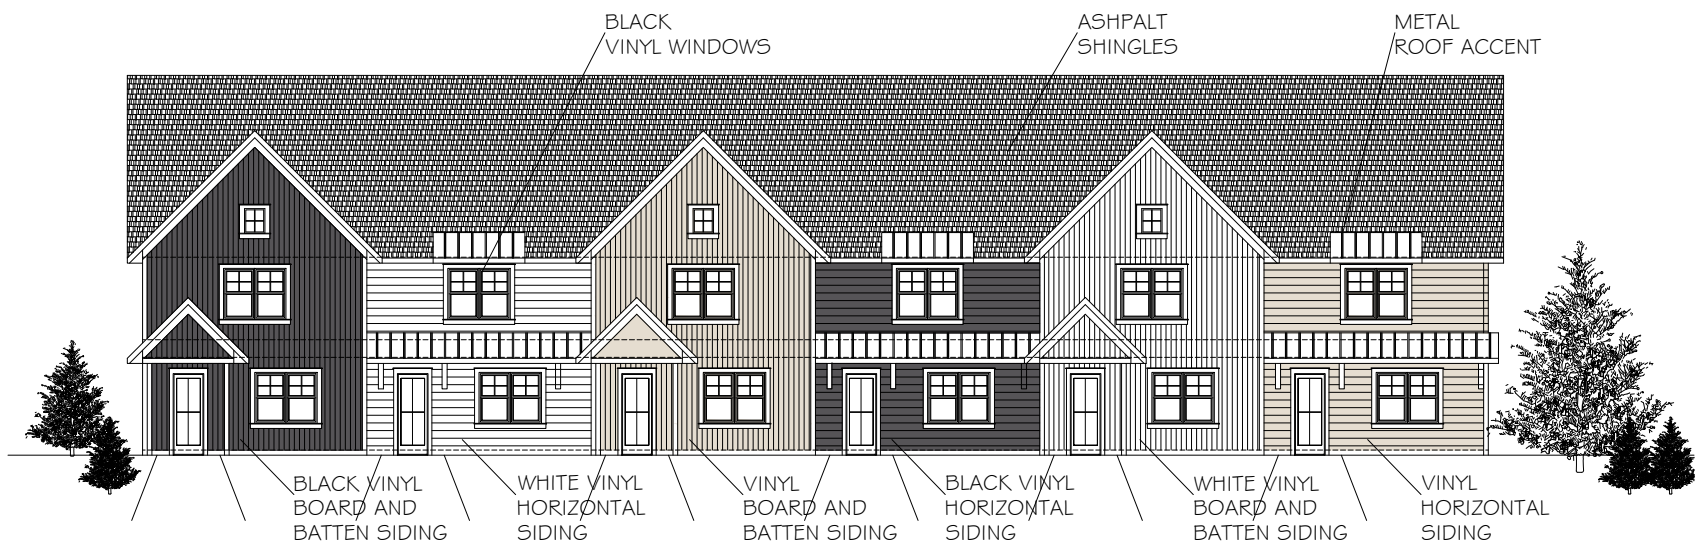 BLACK
VINYL WINDOWS
ASHPALT
SHINGLES
METAL
ROOF ACCENT
BLACK VINYL
BOARD AND
BATTEN SIDING
WHITE VINYL
HORIZONTAL
SIDING
VINYL
BOARD AND
BATTEN SIDING
BLACK VINYL
HORIZONTAL
SIDING
WHITE VINYL
BOARD AND
BATTEN SIDING
VINYL
HORIZONTAL
SIDING